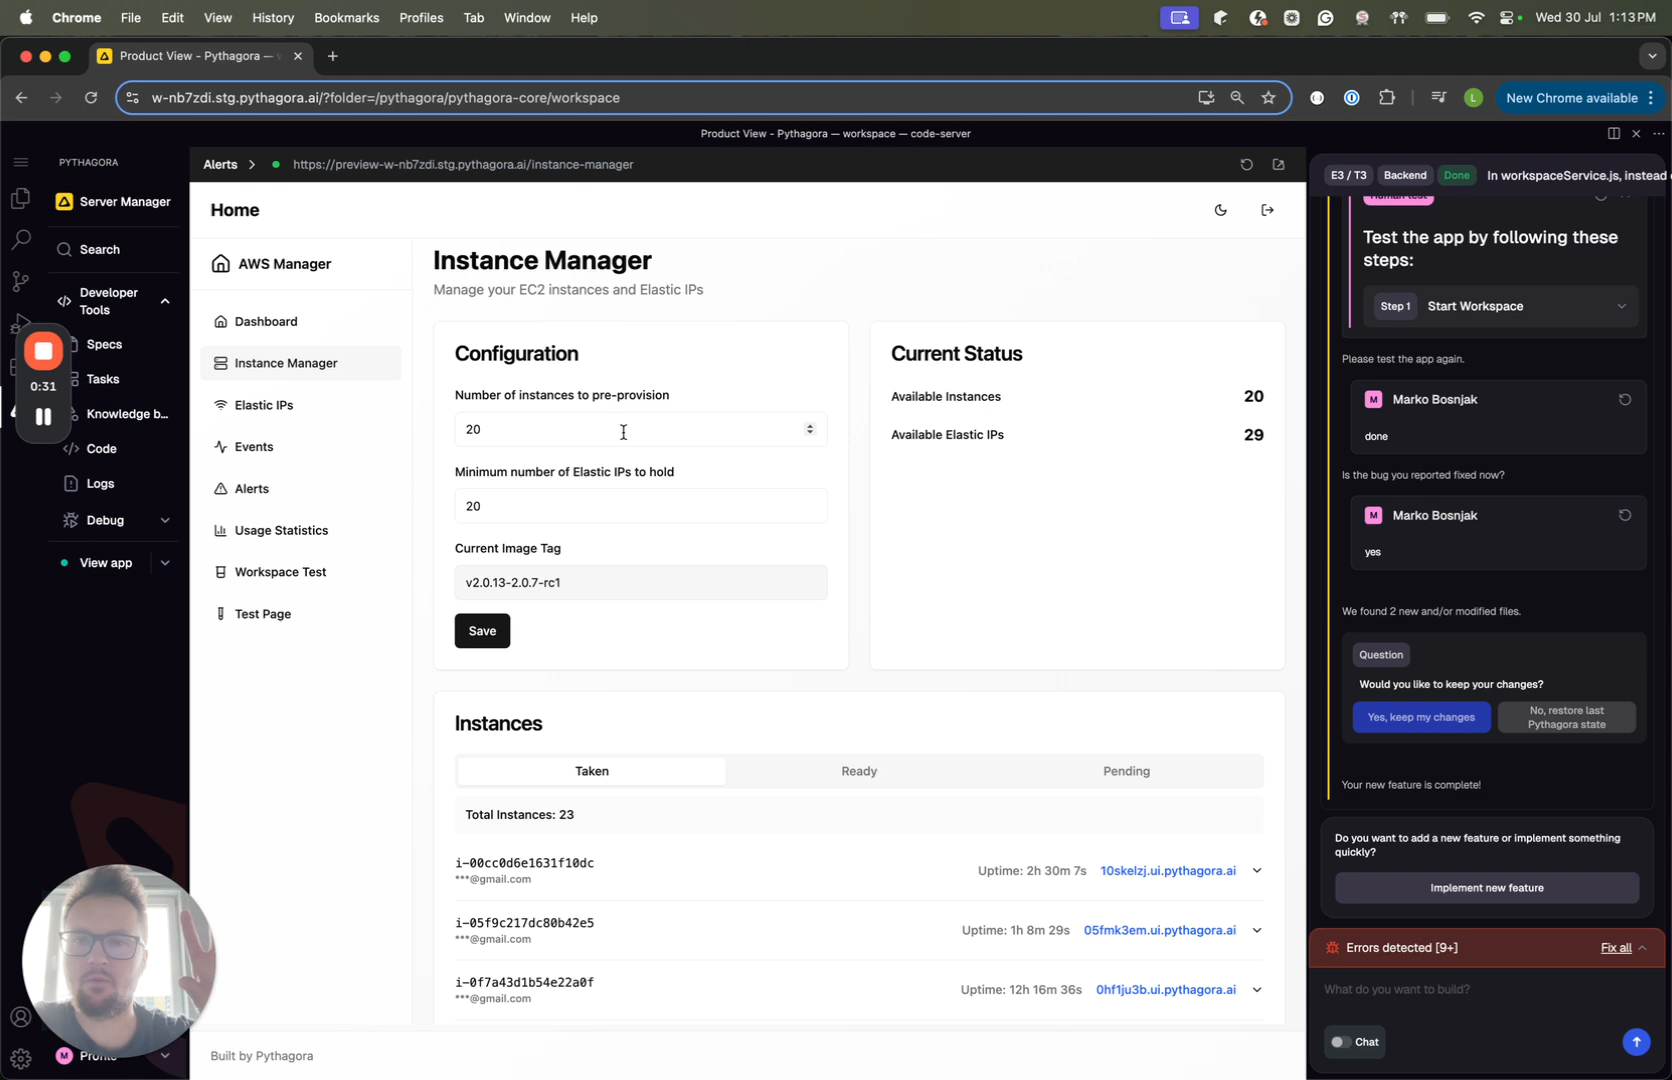 Chrome File Edit View History Bookmarks Profiles Tab Window Help Wed 30 Jul 1:13 PM
Product View - Pythagora —
w-nb7zdi.stg.pythagora.ai/?folder=/pythagora/pythagora-core/workspace
L
New Chrome available
Product View - Pythagora — workspace — code-server
PYTHAGORA
Server Manager
Search
Developer Tools
Specs
Tasks
Knowledge b...
Code
Logs
Debug
View app
0:31
M
Alerts
https://preview-w-nb7zdi.stg.pythagora.ai/instance-manager
Home
AWS Manager
Dashboard
Instance Manager
Elastic IPs
Events
Alerts
Usage Statistics
Workspace Test
Test Page
Instance Manager
Manage your EC2 instances and Elastic IPs
Configuration
Number of instances to pre-provision
20
Minimum number of Elastic IPs to hold
20
Current Image Tag
v2.0.13-2.0.7-rc1
Save
Current Status
Available Instances 20
Available Elastic IPs 29
Instances
Taken Ready Pending
Total Instances: 23
i-00cc0d6e1631f10dc
***@gmail.com
Uptime: 2h 30m 7s 10skelzj.ui.pythagora.ai
i-05f9c217dc80b42e5
***@gmail.com
Uptime: 1h 8m 29s 05fmk3em.ui.pythagora.ai
i-0f7a43d1b54e22a0f
***@gmail.com
Uptime: 12h 16m 36s 0hf1ju3b.ui.pythagora.ai
Built by Pythagora
E3 / T3 Backend Done In workspaceService.js, instead
Test the app by following these
steps:
Step 1 Start Workspace
Please test the app again.
M Marko Bosnjak
done
Is the bug you reported fixed now?
M Marko Bosnjak
yes
We found 2 new and/or modified files.
Question
Would you like to keep your changes?
Yes, keep my changes
No, restore last
Pythagora state
Your new feature is complete!
Do you want to add a new feature or implement something
quickly?
Implement new feature
Errors detected [9+] Fix all
What do you want to build?
Chat